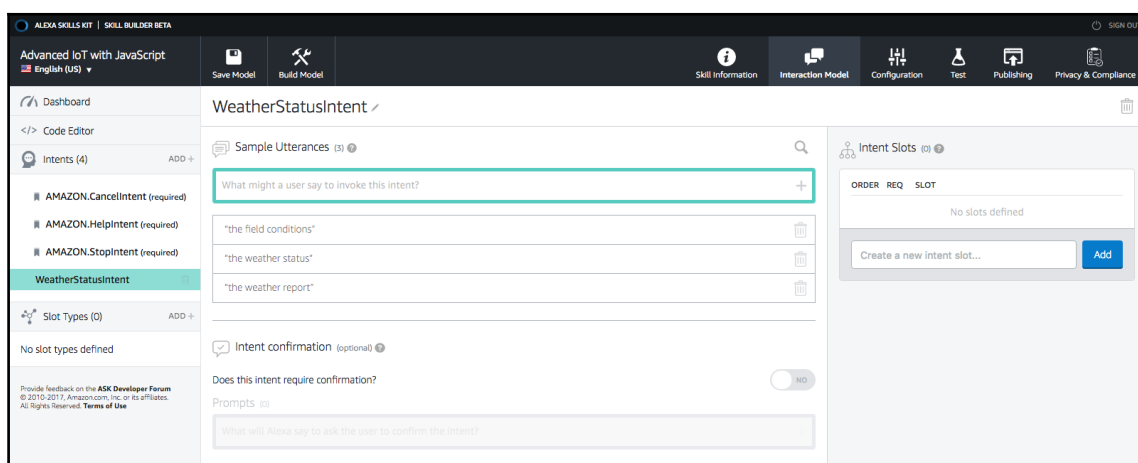 ALEXA SKILLS KIT | SKILL BUILDER BETA
SIGN OUT
Advanced IoT with JavaScript
English (US)
Save Model
Build Model
Skill Information
Interaction Model
Configuration
Test
Publishing
Privacy & Compliance
Dashboard
</> Code Editor
Intents (4)
ADD +
AMAZON.CancelIntent (required)
AMAZON.HelpIntent (required)
AMAZON.StopIntent (required)
WeatherStatusIntent
Slot Types (0)
ADD +
No slot types defined
Provide feedback on the ASK Developer Forum
© 2010-2017, Amazon.com, Inc. or its affiliates.
All Rights Reserved. Terms of Use
WeatherStatusIntent
Sample Utterances (3) ?
What might a user say to invoke this intent?
"the field conditions"
"the weather status"
"the weather report"
Intent confirmation (optional) ?
Does this intent require confirmation?
NO
Prompts (0)
What will Alexa say to ask the user to confirm the intent?
Intent Slots (0) ?
ORDER REQ SLOT
No slots defined
Create a new intent slot...
Add